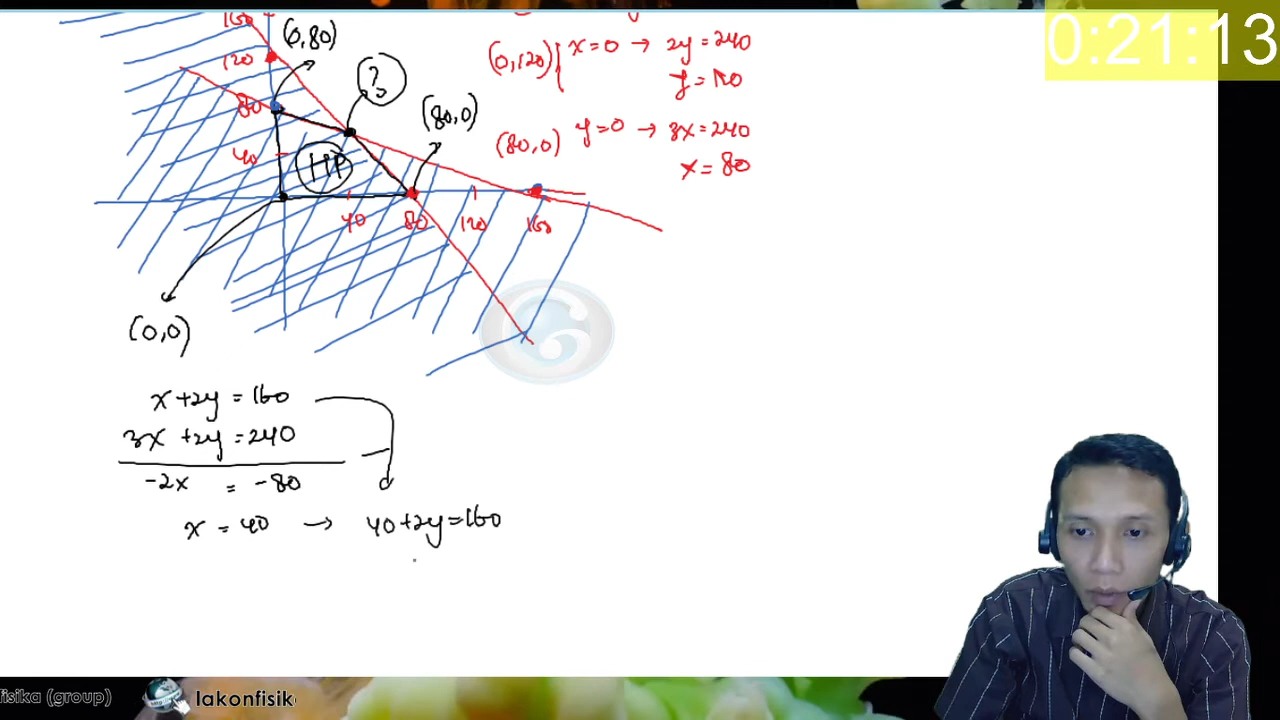 0:21:13
160
(0,80)
120
?
(80,0)
80
40
HP
40
80
120
160
(0,0)
(0,120) { x=0 → 2y=240
y=120
(80,0) y=0 → 3x=240
x=80
x+2y=160
3x+2y=240
-2x = -80
x = 40 → 40+2y=160
fisika (group)
lakonfisik